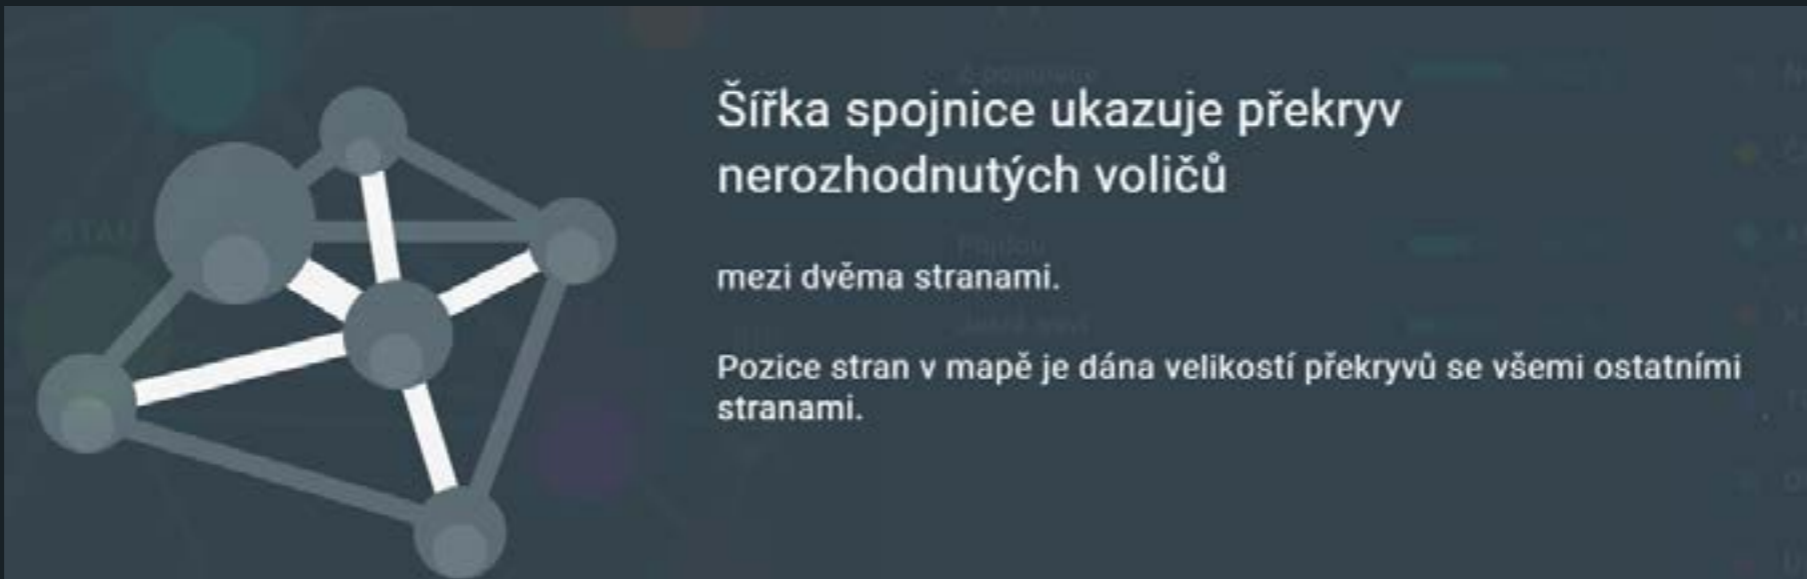 Šířka spojnice ukazuje překryv
nerozhodnutých voličů
mezi dvěma stranami.
Pozice stran v mapě je dána velikostí překryvů se všemi ostatními
stranami.